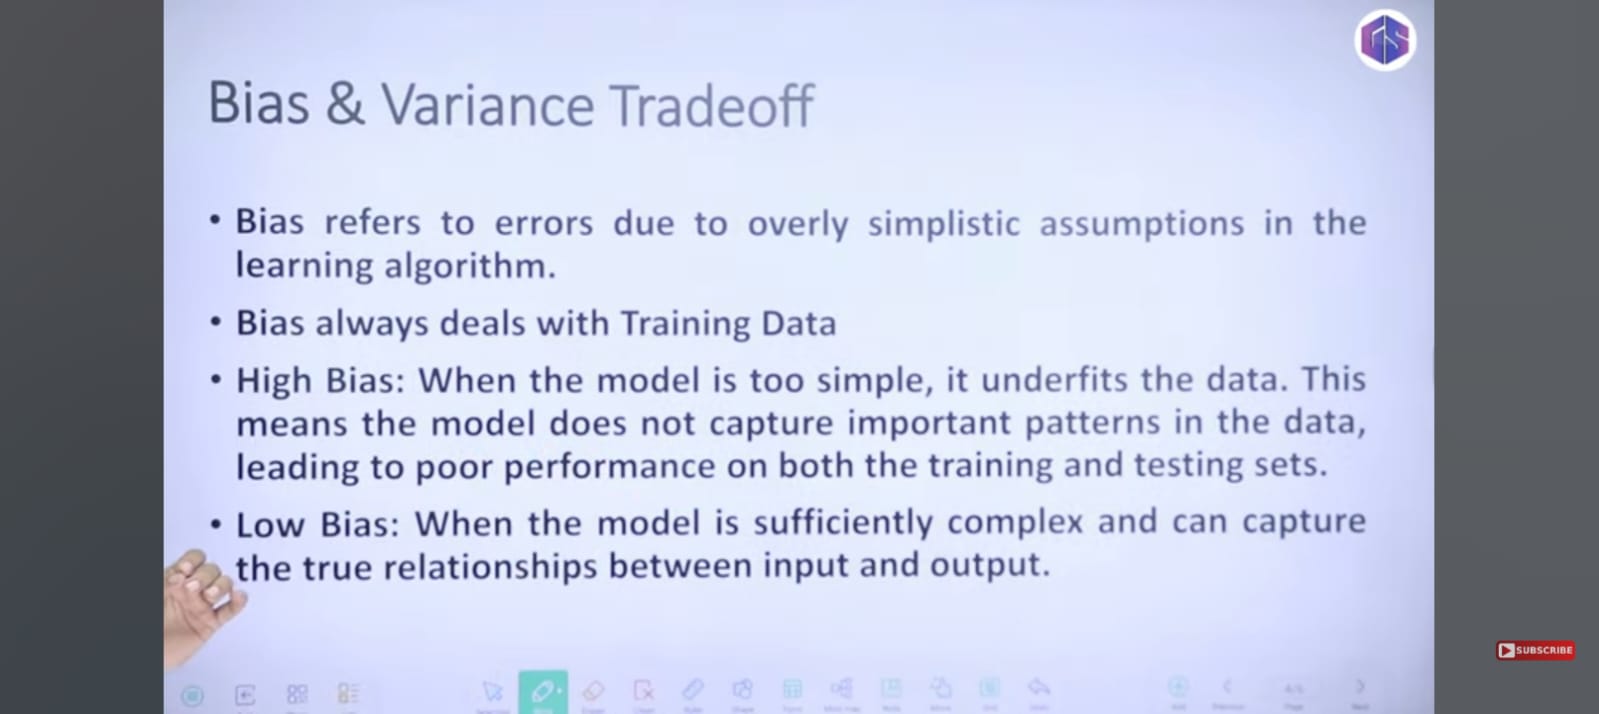 Bias & Variance Tradeoff
• Bias refers to errors due to overly simplistic assumptions in the
learning algorithm.
• Bias always deals with Training Data
• High Bias: When the model is too simple, it underfits the data. This
means the model does not capture important patterns in the data,
leading to poor performance on both the training and testing sets.
• Low Bias: When the model is sufficiently complex and can capture
the true relationships between input and output.
SUBSCRIBE